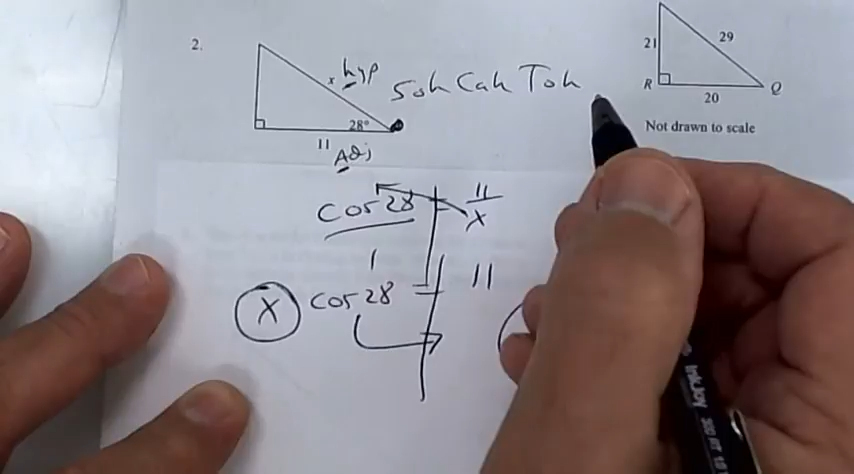 2.
x hyp
Soh Cah Toh
28°
11
Adj
21
29
R
20
Q
Not drawn to scale
cos 28 = 11/x
1
x cos 28 = 11
InkJoy